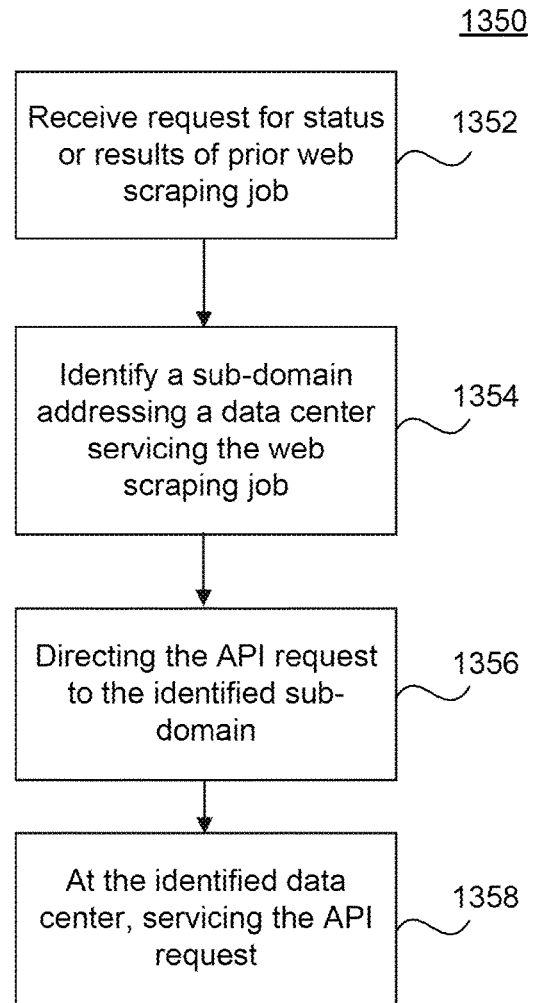 1350
Receive request for status
or results of prior web
scraping job
1352
Identify a sub-domain
addressing a data center
servicing the web
scraping job
1354
Directing the API request
to the identified sub-
domain
1356
At the identified data
center, servicing the API
request
1358